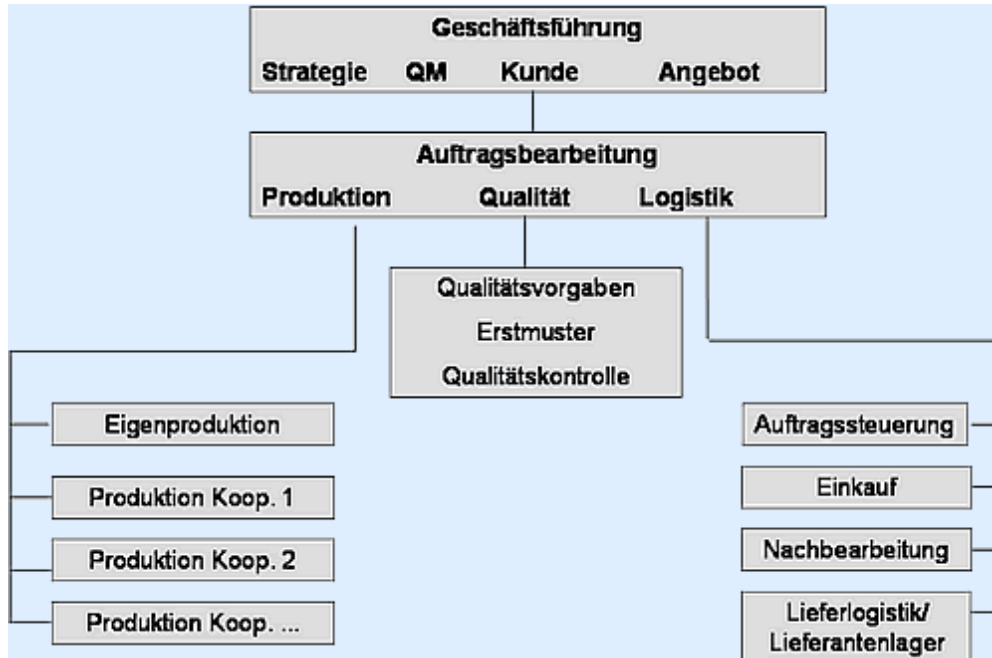 Geschäftsführung
Strategie QM Kunde Angebot
Auftragsbearbeitung
Produktion Qualität Logistik
Qualitätsvorgaben
Erstmuster
Qualitätskontrolle
Eigenproduktion
Produktion Koop. 1
Produktion Koop. 2
Produktion Koop. ...
Auftragssteuerung
Einkauf
Nachbearbeitung
Lieferlogistik/
Lieferantenlager